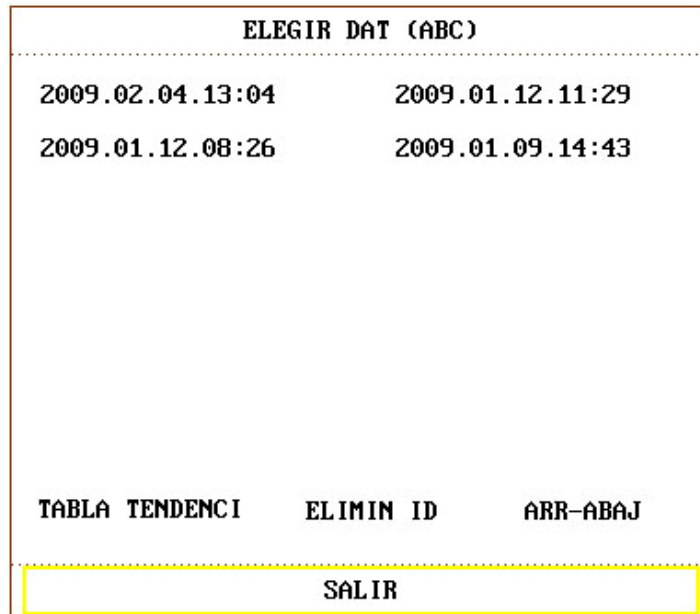 ELEGIR DAT (ABC)
2009.02.04.13:04 2009.01.12.11:29
2009.01.12.08:26 2009.01.09.14:43
TABLA TENDENCI ELIMIN ID ARR-ABAJ
SALIR